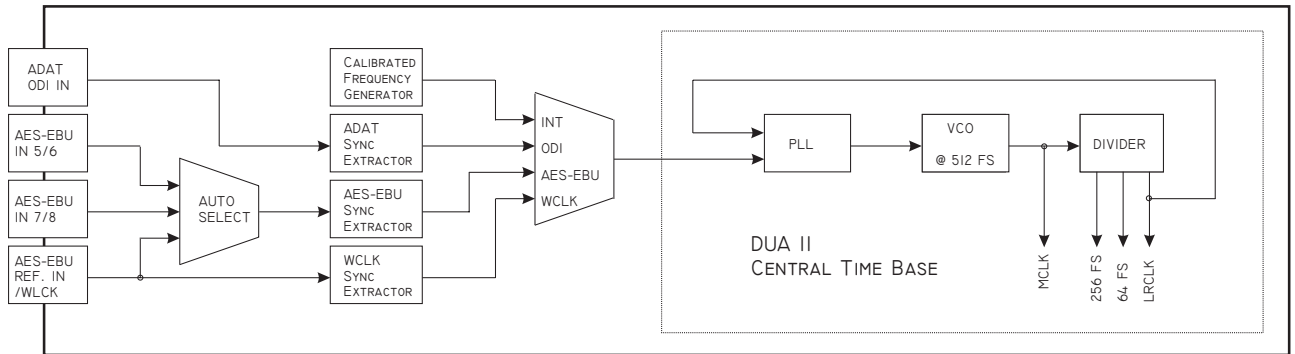 ADAT
ODI IN
AES-EBU
IN 5/6
AES-EBU
IN 7/8
AES-EBU
REF. IN
/WLCK
AUTO
SELECT
CALIBRATED
FREQUENCY
GENERATOR
ADAT
SYNC
EXTRACTOR
AES-EBU
SYNC
EXTRACTOR
WCLK
SYNC
EXTRACTOR
INT
ODI
AES-EBU
WCLK
PLL
VCO
@ 512 FS
DIVIDER
DUA II
CENTRAL TIME BASE
MCLK
256 FS
64 FS
LRCLK